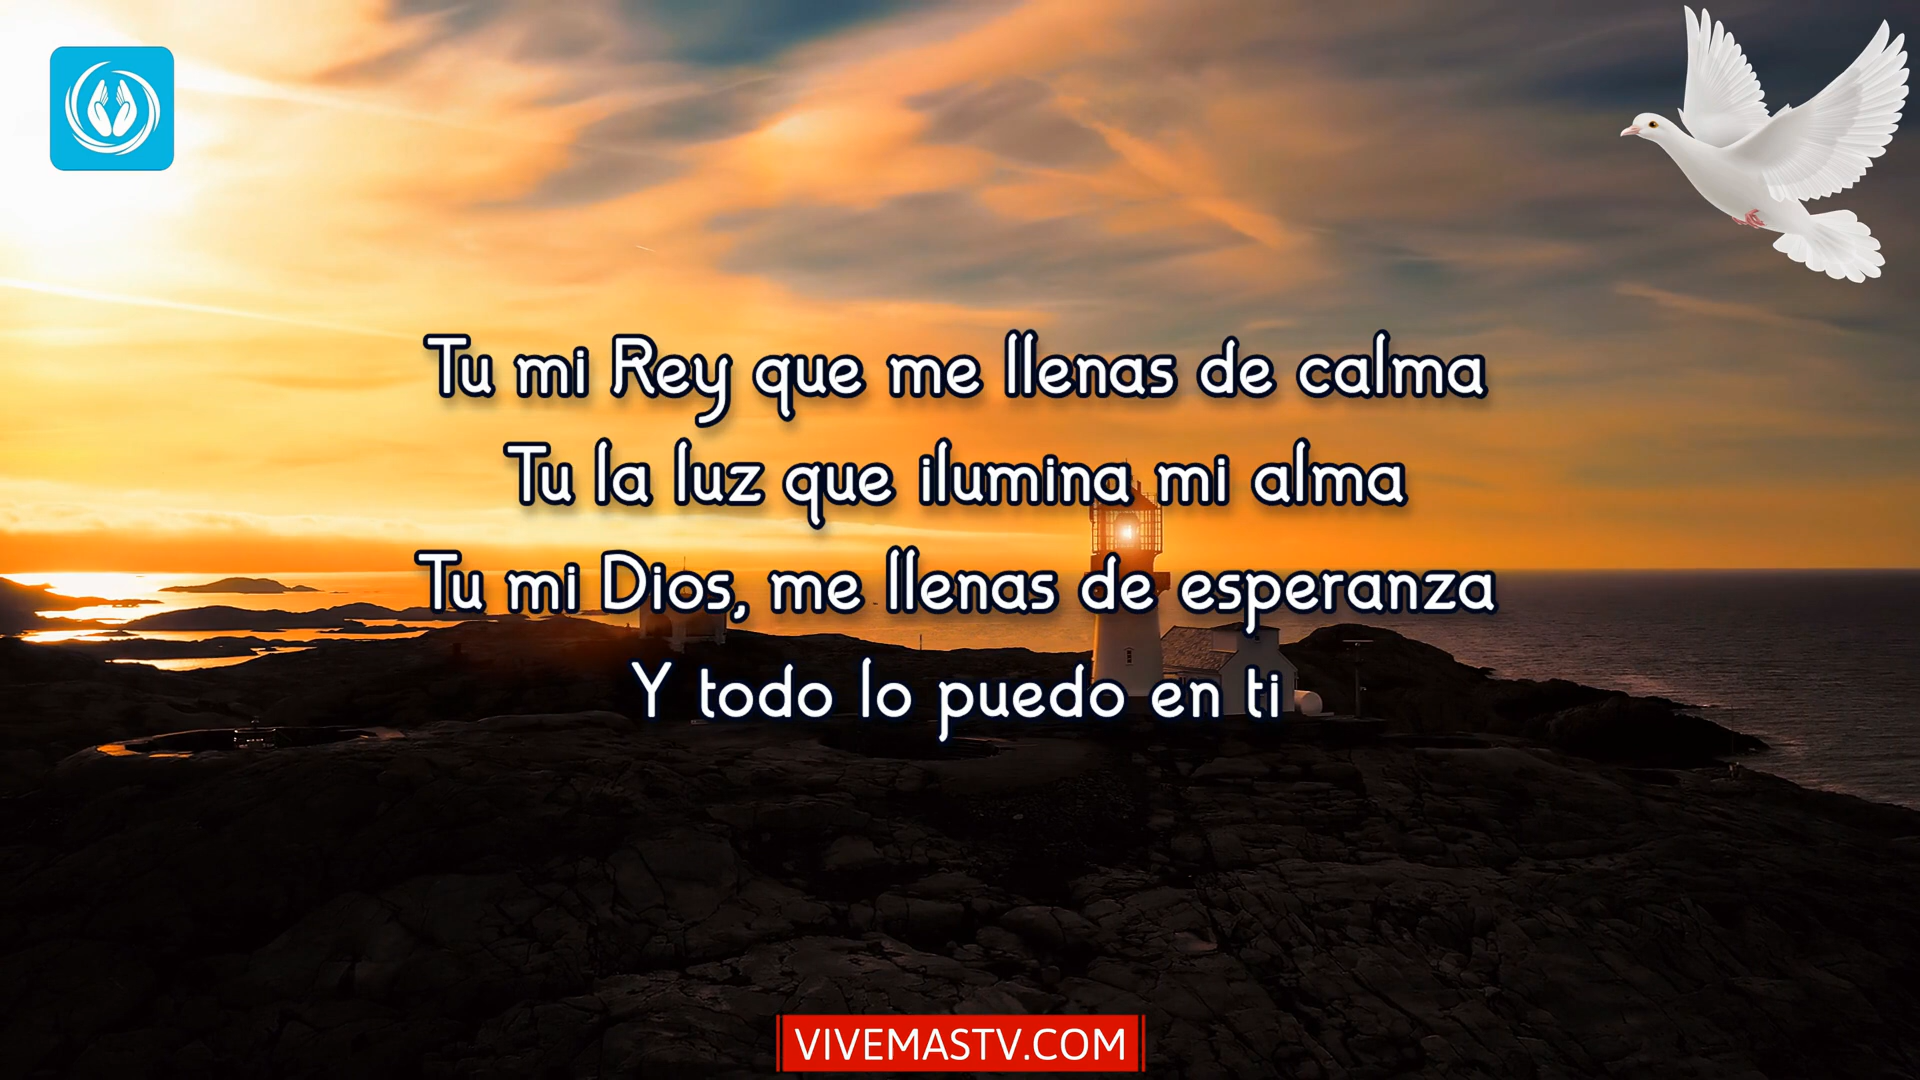 Tu mi Rey que me llenas de calma
Tu la luz que ilumina mi alma
Tu mi Dios, me llenas de esperanza
Y todo lo puedo en ti
VIVEMASTV.COM